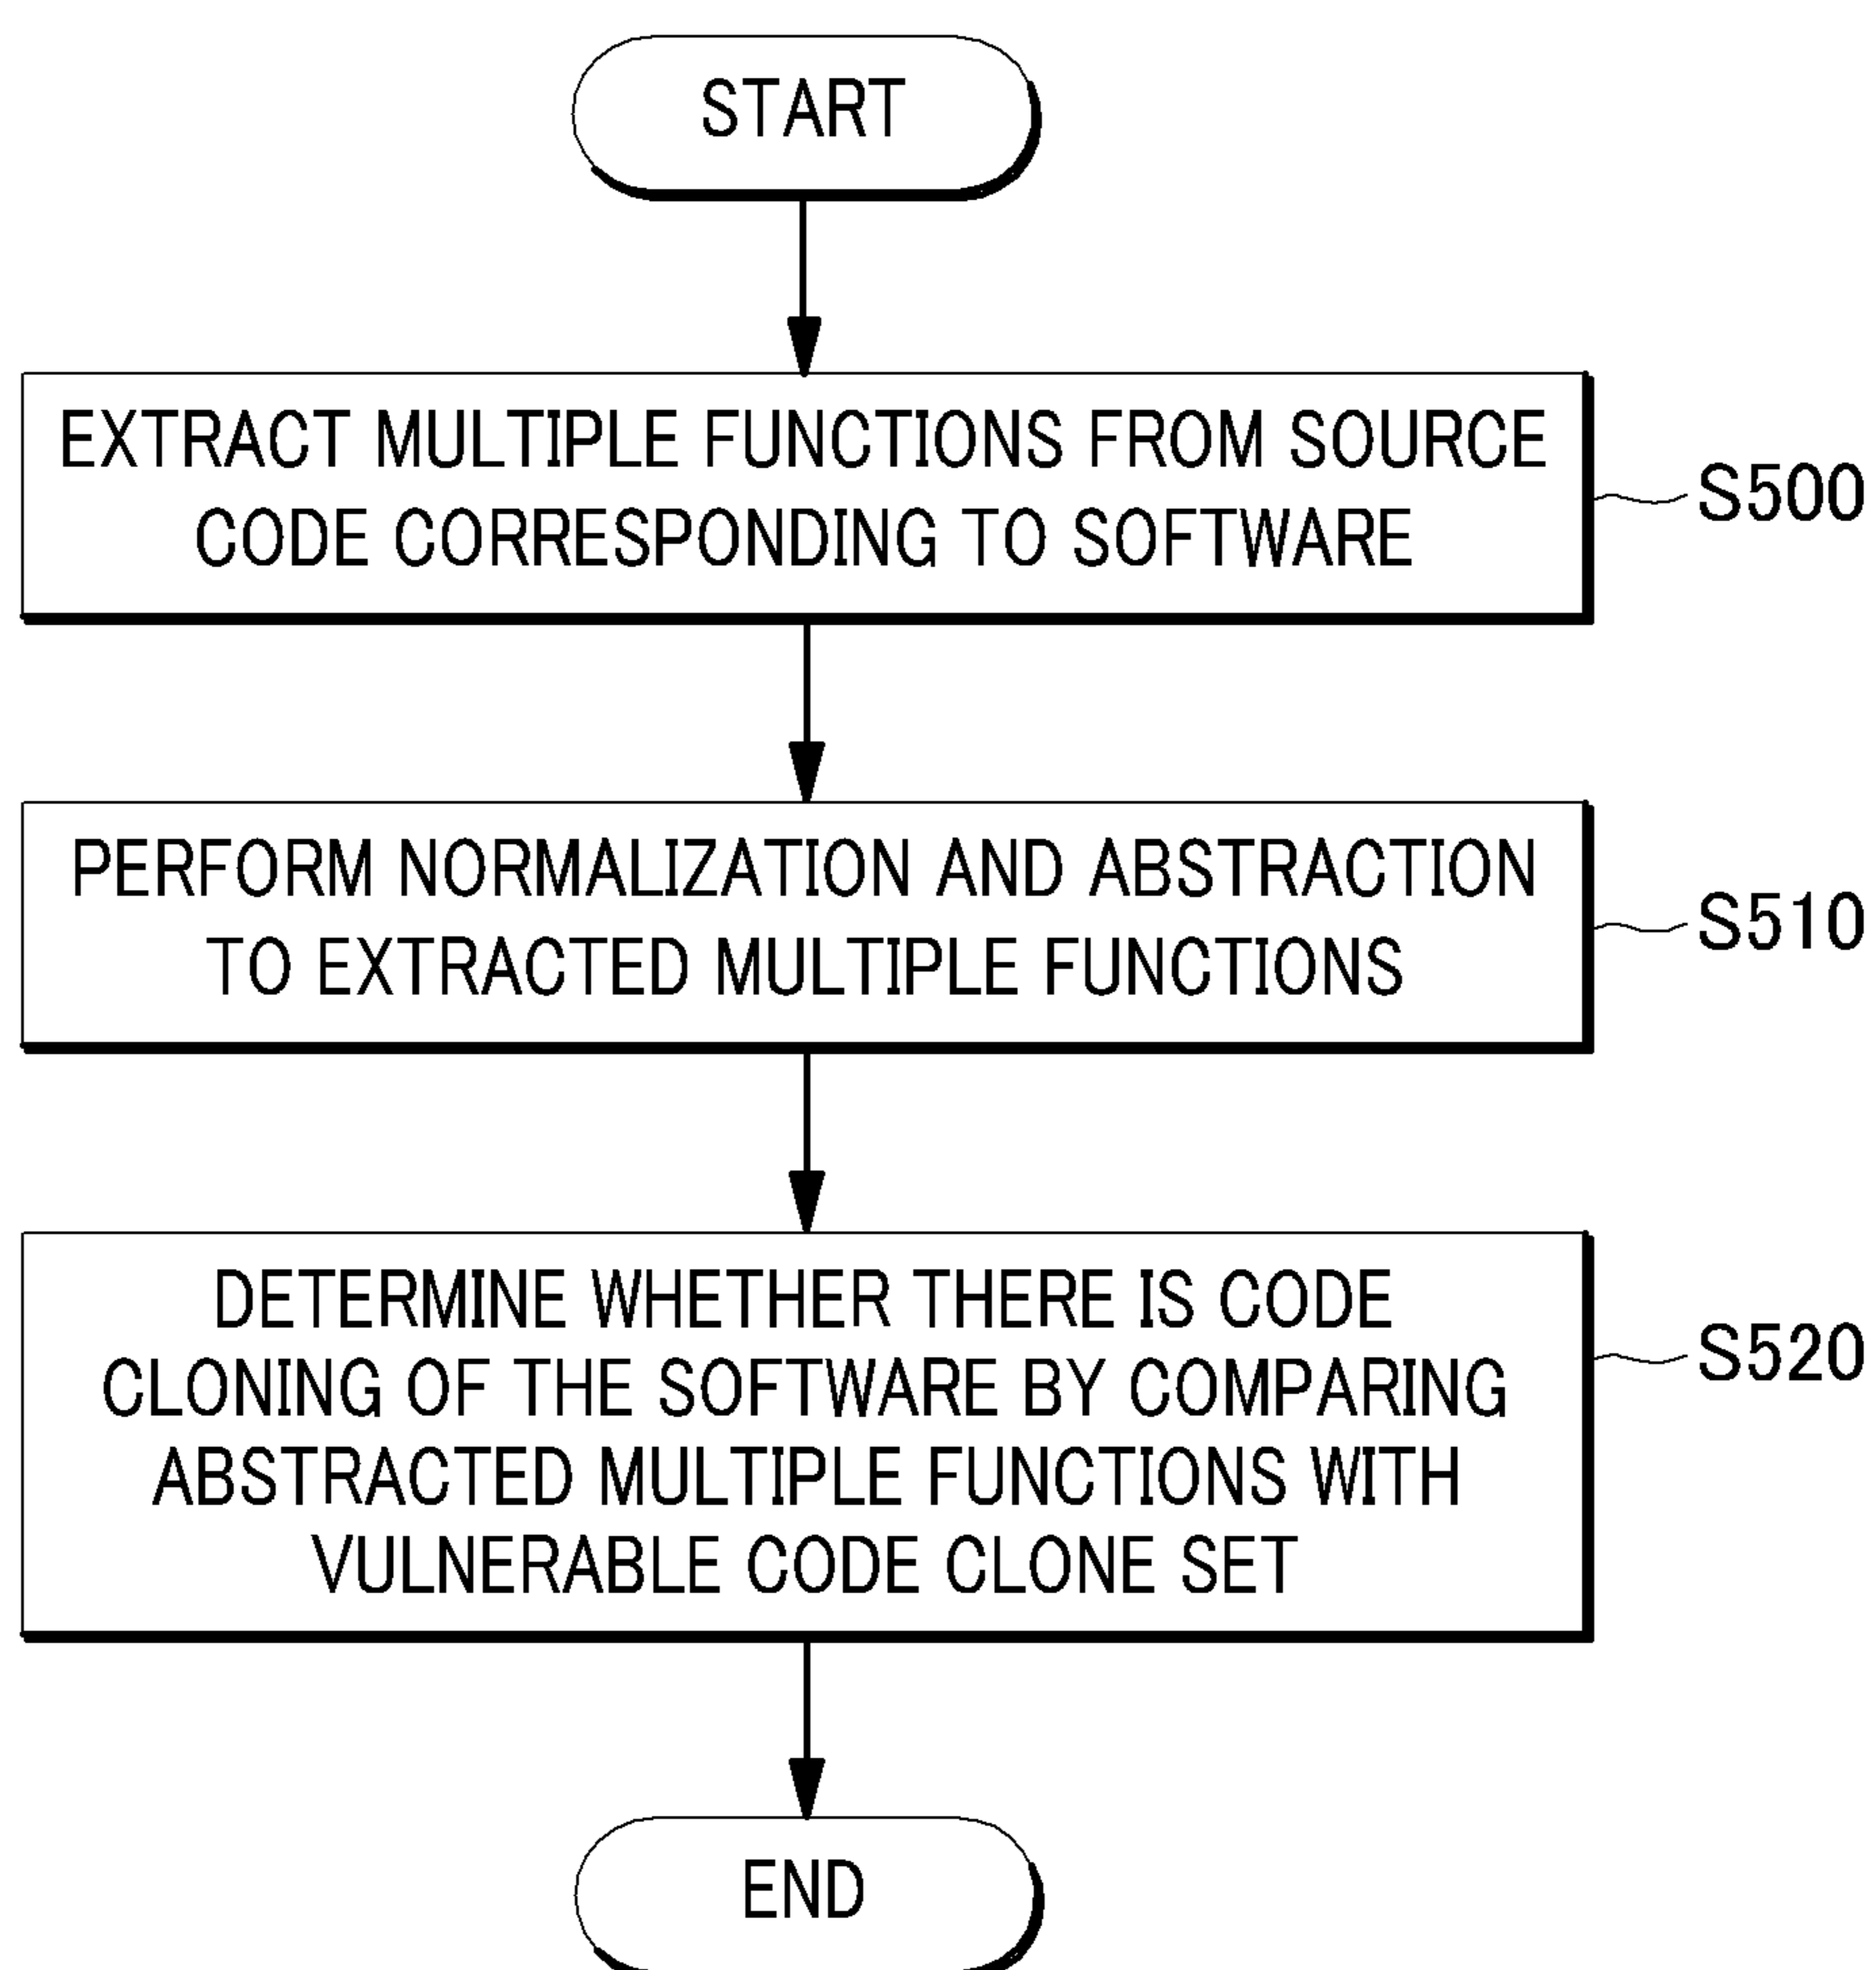 START
EXTRACT MULTIPLE FUNCTIONS FROM SOURCE
CODE CORRESPONDING TO SOFTWARE
S500
PERFORM NORMALIZATION AND ABSTRACTION
TO EXTRACTED MULTIPLE FUNCTIONS
S510
DETERMINE WHETHER THERE IS CODE
CLONING OF THE SOFTWARE BY COMPARING
ABSTRACTED MULTIPLE FUNCTIONS WITH
VULNERABLE CODE CLONE SET
S520
END